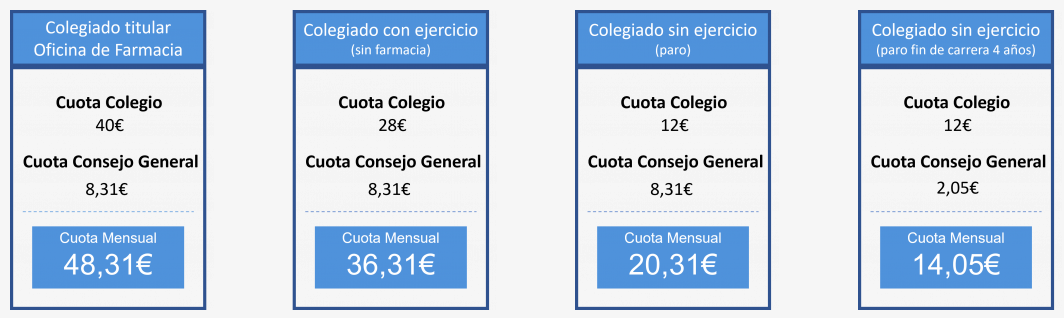 Colegiado titular
Oficina de Farmacia
Cuota Colegio
40€
Cuota Consejo General
8,31€
Cuota Mensual
48,31€
Colegiado con ejercicio
(sin farmacia)
Cuota Colegio
28€
Cuota Consejo General
8,31€
Cuota Mensual
36,31€
Colegiado sin ejercicio
(paro)
Cuota Colegio
12€
Cuota Consejo General
8,31€
Cuota Mensual
20,31€
Colegiado sin ejercicio
(paro fin de carrera 4 años)
Cuota Colegio
12€
Cuota Consejo General
2,05€
Cuota Mensual
14,05€